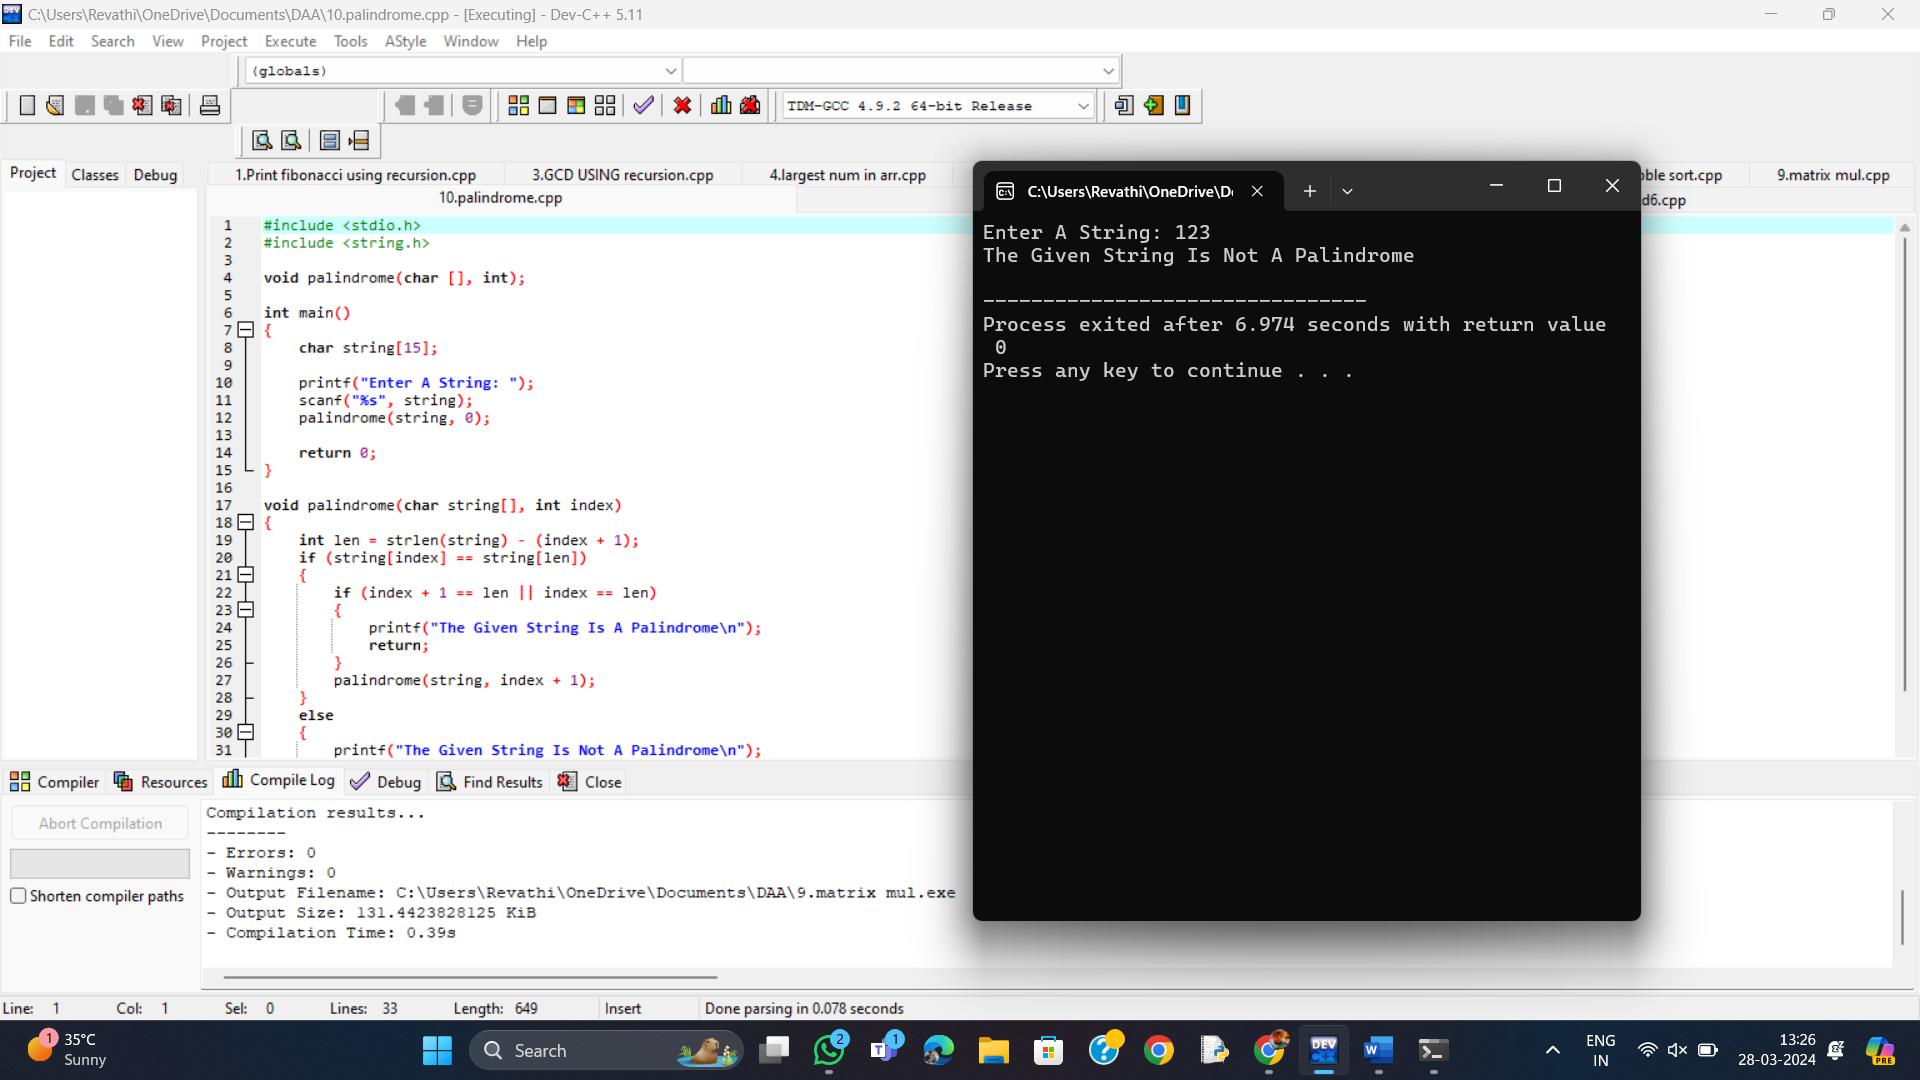 C:\Users\Revathi\OneDrive\Documents\DAA\10.palindrome.cpp - [Executing] - Dev-C++ 5.11
File Edit Search View Project Execute Tools AStyle Window Help
(globals)
TDM-GCC 4.9.2 64-bit Release
Project Classes Debug
1.Print fibonacci using recursion.cpp 3.GCD USING recursion.cpp 4.largest num in arr.cpp ble sort.cpp 9.matrix mul.cpp
10.palindrome.cpp d6.cpp
1 #include <stdio.h>
2 #include <string.h>
3
4 void palindrome(char [], int);
5
6 int main()
7 {
8 char string[15];
9
10 printf("Enter A String: ");
11 scanf("%s", string);
12 palindrome(string, 0);
13
14 return 0;
15 }
16
17 void palindrome(char string[], int index)
18 {
19 int len = strlen(string) - (index + 1);
20 if (string[index] == string[len])
21 {
22 if (index + 1 == len || index == len)
23 {
24 printf("The Given String Is A Palindrome\n");
25 return;
26 }
27 palindrome(string, index + 1);
28 }
29 else
30 {
31 printf("The Given String Is Not A Palindrome\n");
C:\Users\Revathi\OneDrive\D
Enter A String: 123
The Given String Is Not A Palindrome
--------------------------------
Process exited after 6.974 seconds with return value
0
Press any key to continue . . .
Compiler Resources Compile Log Debug Find Results Close
Abort Compilation
Shorten compiler paths
Compilation results...
--------
- Errors: 0
- Warnings: 0
- Output Filename: C:\Users\Revathi\OneDrive\Documents\DAA\9.matrix mul.exe
- Output Size: 131.4423828125 KiB
- Compilation Time: 0.39s
Line: 1 Col: 1 Sel: 0 Lines: 33 Length: 649 Insert Done parsing in 0.078 seconds
1
35°C
Sunny
Search
2
1
DEV
ENG
IN
13:26
28-03-2024
PRE